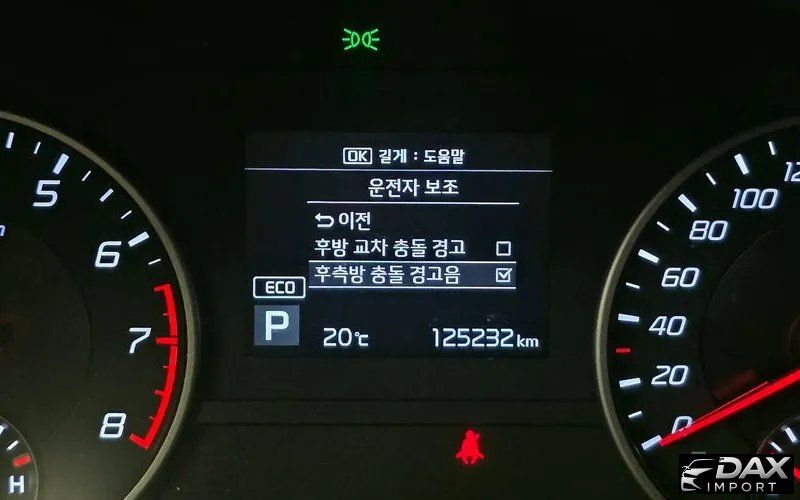 OK 길게 : 도움말
운전자 보조
이전
후방 교차 충돌 경고
후측방 충돌 경고음
ECO
P
20°C
125232 km
5
6
7
8
H
100
80
60
40
20
0
DAX
IMPORT